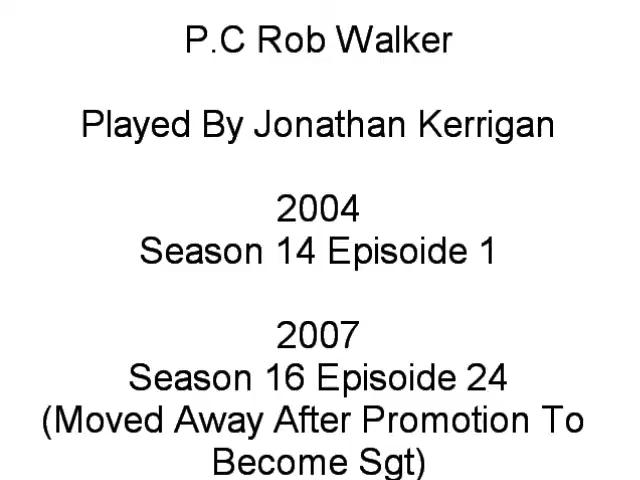 P.C Rob Walker
Played By Jonathan Kerrigan
2004
Season 14 Episoide 1
2007
Season 16 Episoide 24
(Moved Away After Promotion To
Become Sgt)